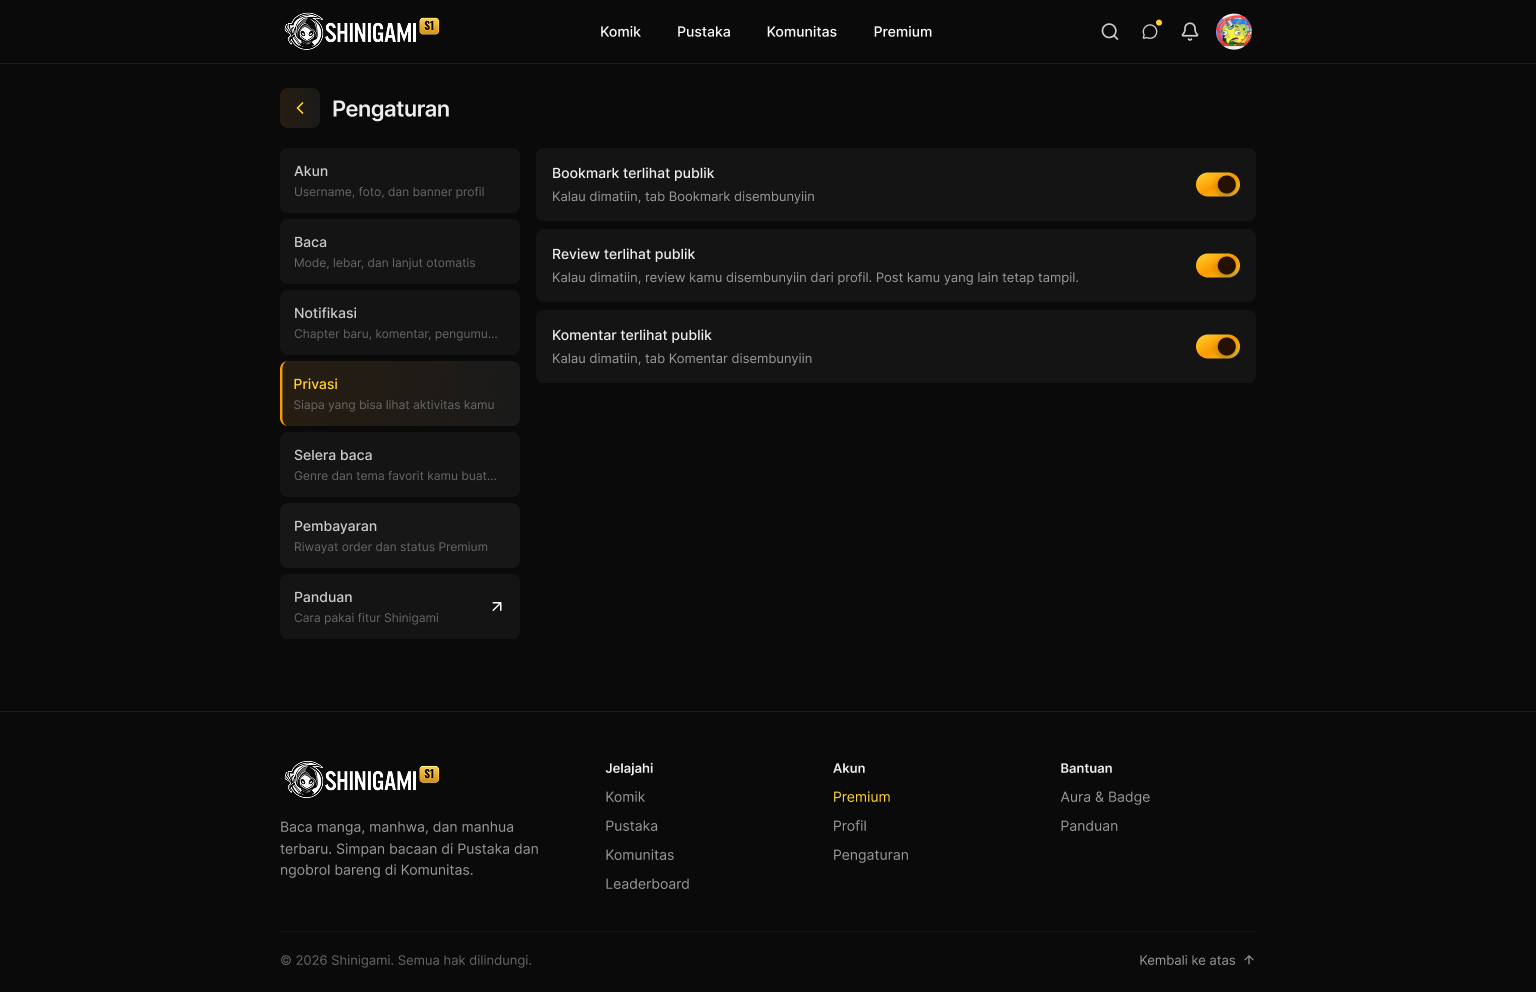 SHINIGAMI S1
Komik
Pustaka
Komunitas
Premium
Pengaturan
Akun
Username, foto, dan banner profil
Baca
Mode, lebar, dan lanjut otomatis
Notifikasi
Chapter baru, komentar, pengumu...
Privasi
Siapa yang bisa lihat aktivitas kamu
Selera baca
Genre dan tema favorit kamu buat...
Pembayaran
Riwayat order dan status Premium
Panduan
Cara pakai fitur Shinigami
Bookmark terlihat publik
Kalau dimatiin, tab Bookmark disembunyiin
Review terlihat publik
Kalau dimatiin, review kamu disembunyiin dari profil. Post kamu yang lain tetap tampil.
Komentar terlihat publik
Kalau dimatiin, tab Komentar disembunyiin
SHINIGAMI S1
Baca manga, manhwa, dan manhua
terbaru. Simpan bacaan di Pustaka dan
ngobrol bareng di Komunitas.
Jelajahi
Komik
Pustaka
Komunitas
Leaderboard
Akun
Premium
Profil
Pengaturan
Bantuan
Aura & Badge
Panduan
© 2026 Shinigami. Semua hak dilindungi.
Kembali ke atas